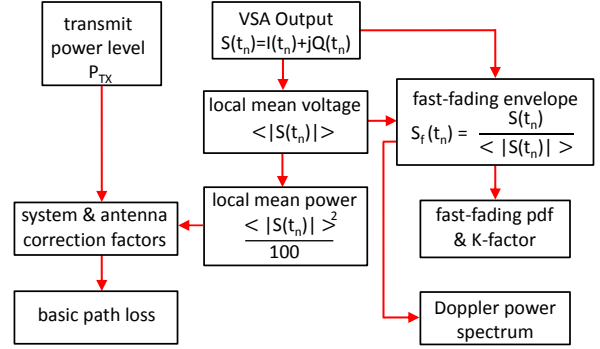 transmit
power level
P_TX
VSA Output
S(t_n)=I(t_n)+jQ(t_n)
local mean voltage
<|S(t_n)|>
fast-fading envelope
S_f(t_n) = S(t_n) / < |S(t_n)| >
system & antenna
correction factors
local mean power
< |S(t_n)| >^2 / 100
fast-fading pdf
& K-factor
basic path loss
Doppler power
spectrum